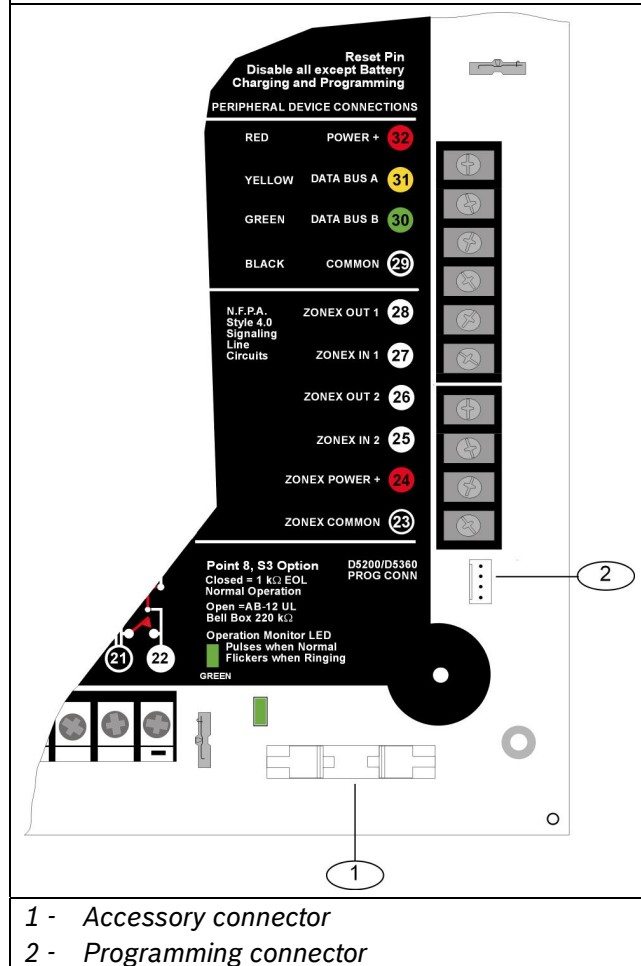 Reset Pin
Disable all except Battery
Charging and Programming
PERIPHERAL DEVICE CONNECTIONS
RED POWER + 32
YELLOW DATA BUS A 31
GREEN DATA BUS B 30
BLACK COMMON 29
N.F.P.A.
Style 4.0
Signaling
Line
Circuits
ZONEX OUT 1 28
ZONEX IN 1 27
ZONEX OUT 2 26
ZONEX IN 2 25
ZONEX POWER + 24
ZONEX COMMON 23
Point 8, S3 Option
Closed = 1 kΩ EOL
Normal Operation
Open =AB-12 UL
Bell Box 220 kΩ
D5200/D5360
PROG CONN
Operation Monitor LED
Pulses when Normal
Flickers when Ringing
GREEN
21 22
2
1
1 - Accessory connector
2 - Programming connector